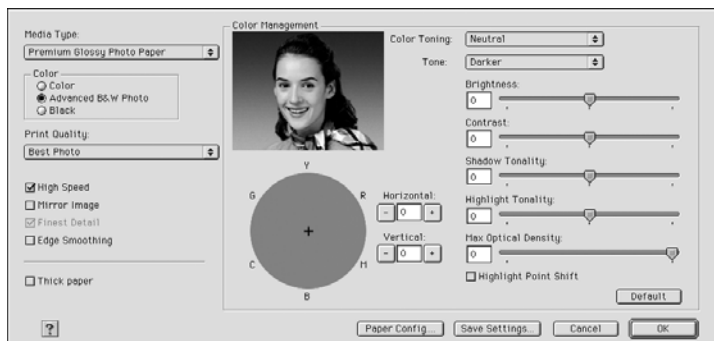 Media Type:
Premium Glossy Photo Paper
Color
Color
Advanced B&W Photo
Black
Print Quality:
Best Photo
High Speed
Mirror Image
Finest Detail
Edge Smoothing
Thick paper
?
Color Management
Color Toning: Neutral
Tone: Darker
Brightness:
0
Contrast:
0
Shadow Tonality:
0
Highlight Tonality:
0
Max Optical Density:
0
Highlight Point Shift
Default
Y
G R
C M
B
Horizontal:
- 0 +
Vertical:
- 0 +
Paper Config... Save Settings... Cancel OK